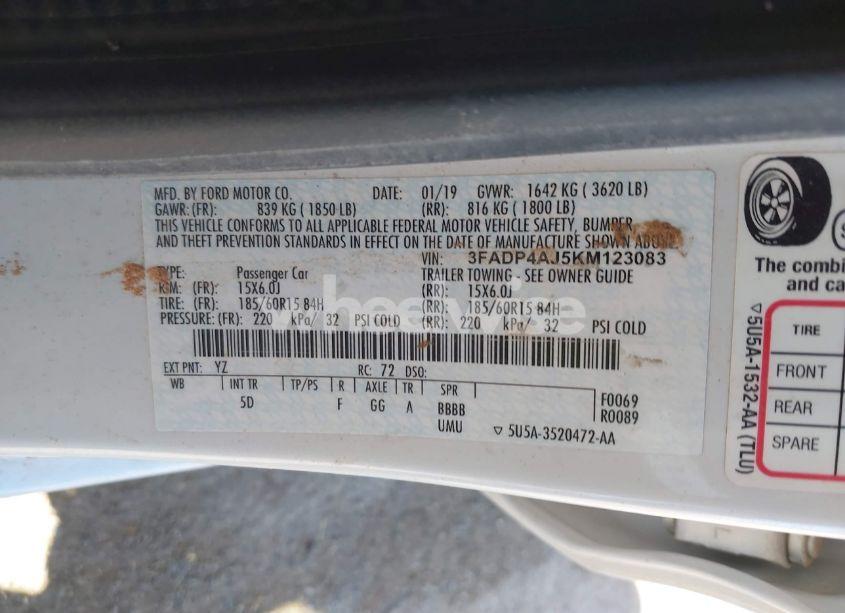 MFD. BY FORD MOTOR CO. DATE: 01/19 GVWR: 1642 KG ( 3620 LB)
GAWR: (FR): 839 KG ( 1850 LB) (RR): 816 KG ( 1800 LB)
THIS VEHICLE CONFORMS TO ALL APPLICABLE FEDERAL MOTOR VEHICLE SAFETY, BUMPER
AND THEFT PREVENTION STANDARDS IN EFFECT ON THE DATE OF MANUFACTURE SHOWN ABOVE
VIN: 3FADP4AJ5KM123083
TYPE: Passenger Car TRAILER TOWING - SEE OWNER GUIDE
RIM: (FR): 15X6.0J (RR): 15X6.0J
TIRE: (FR): 185/60R15 84H (RR): 185/60R15 84H
PRESSURE: (FR): 220 kPa/ 32 PSI COLD (RR): 220 kPa/ 32 PSI COLD
EXT PNT: YZ RC: 72 DSO:
WB INT TR TP/PS R AXLE TR SPR
5D F GG A BBBB
UMU
F0069
R0089
5U5A-3520472-AA
wheelwise
The combi
and ca
5U5A-1532-AA (TLU)
TIRE
FRONT
REAR
SPARE